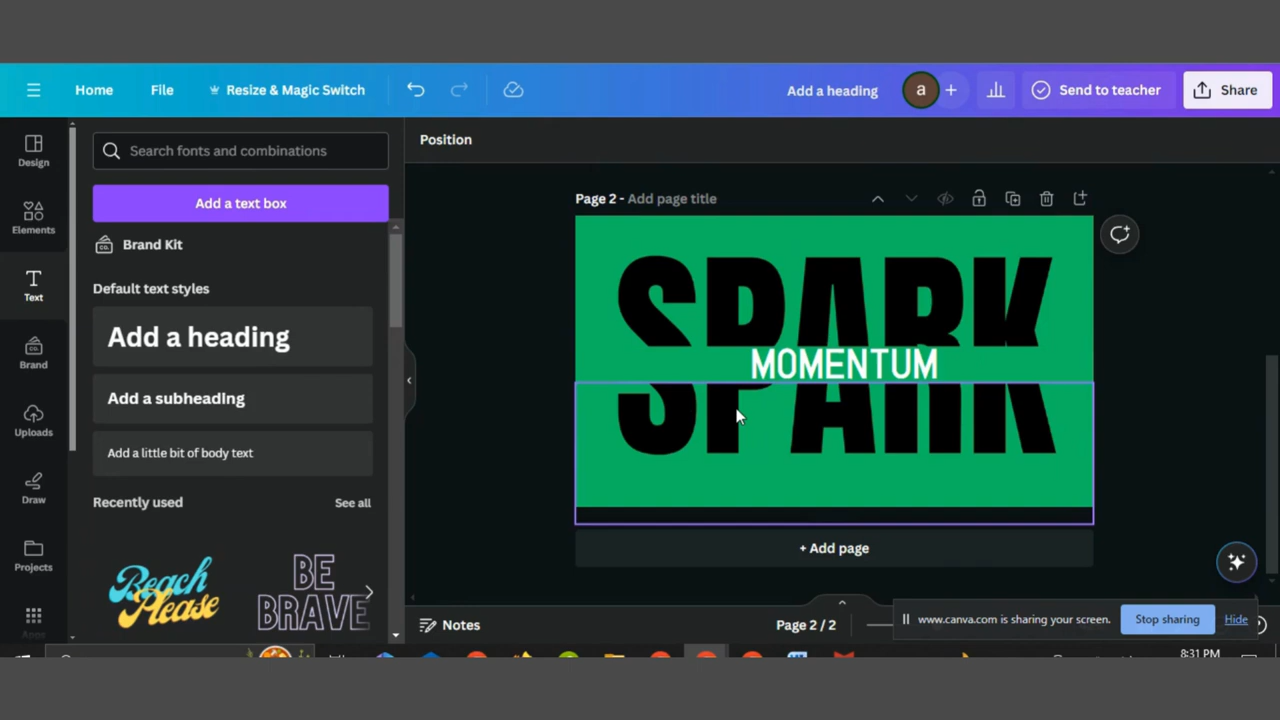 Home File Resize & Magic Switch Add a heading a + Send to teacher Share
Design
Elements
Text
Brand
Uploads
Draw
Projects
Apps
Search fonts and combinations
Add a text box
CO. Brand Kit
Default text styles
Add a heading
Add a subheading
Add a little bit of body text
Recently used See all
Beach Please
BE BRAVE
Position
Page 2 - Add page title
SPARK
MOMENTUM
SPARK
+ Add page
Notes Page 2 / 2
www.canva.com is sharing your screen. Stop sharing Hide
8:31 PM